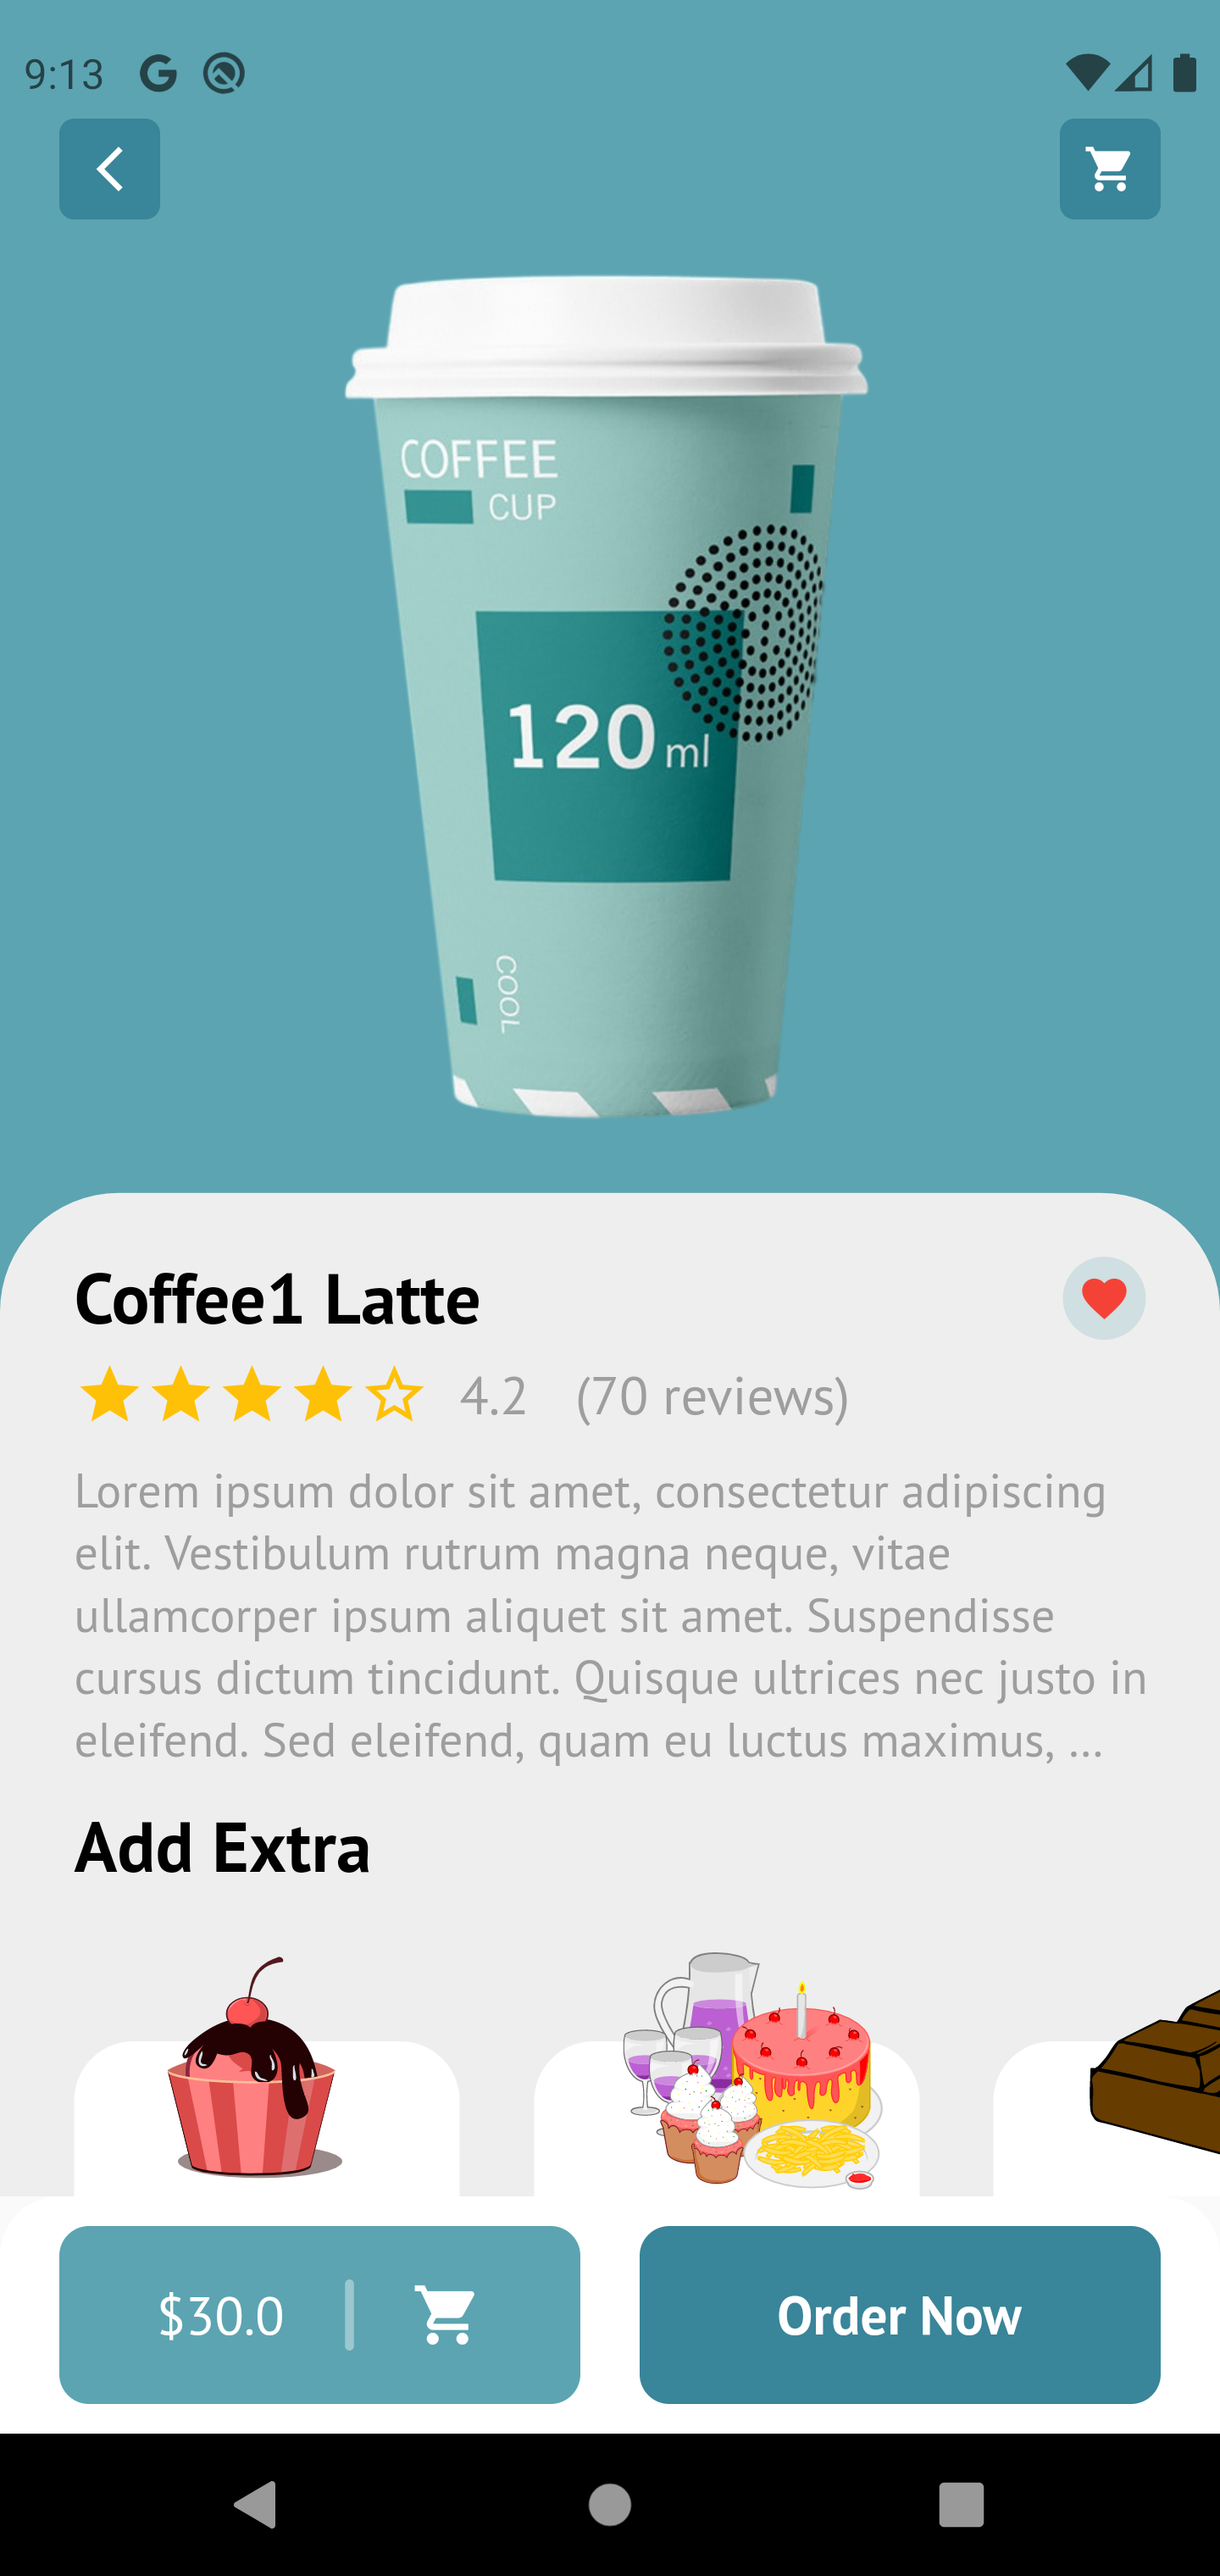 9:13
COFFEE
CUP
120 ml
COOL
Coffee1 Latte
4.2 (70 reviews)
Lorem ipsum dolor sit amet, consectetur adipiscing
elit. Vestibulum rutrum magna neque, vitae
ullamcorper ipsum aliquet sit amet. Suspendisse
cursus dictum tincidunt. Quisque ultrices nec justo in
eleifend. Sed eleifend, quam eu luctus maximus, ...
Add Extra
$30.0
Order Now